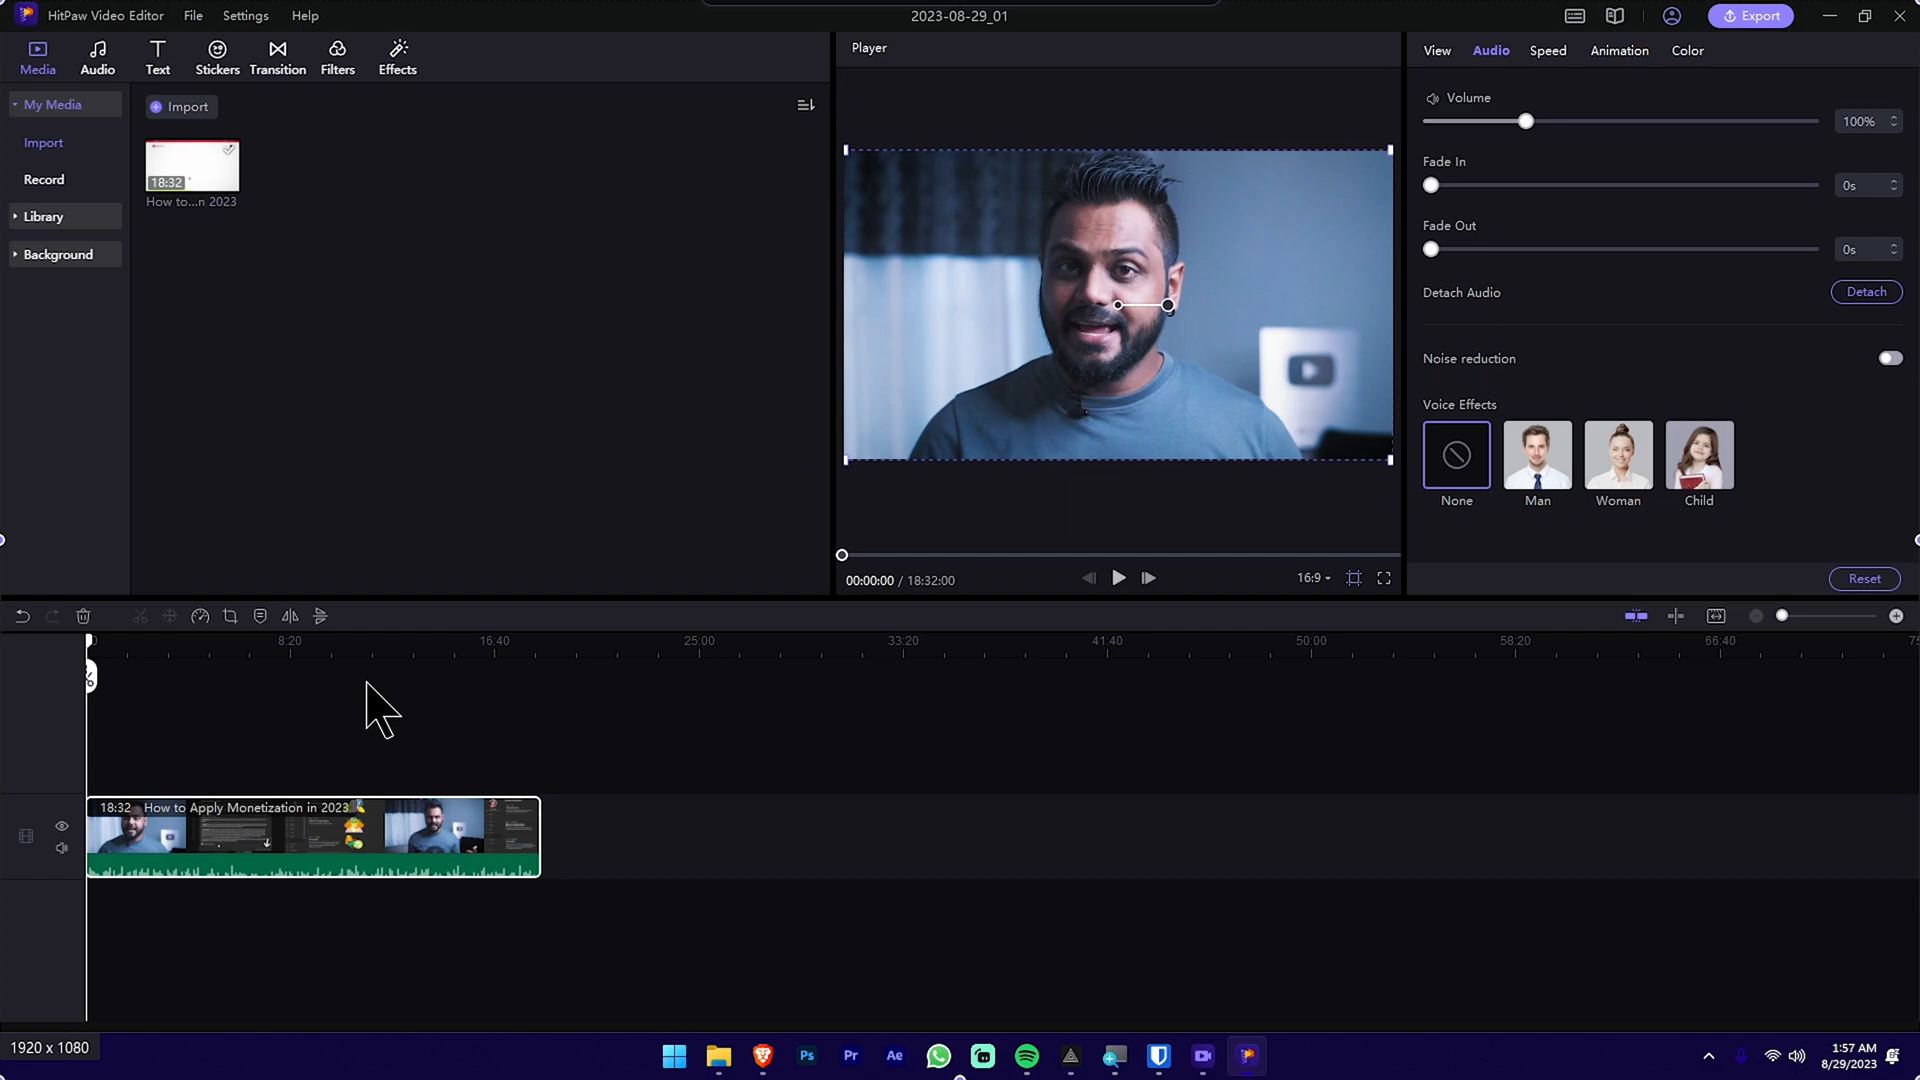 HitPaw Video Editor File Settings Help
2023-08-29_01
Export
Media Audio Text Stickers Transition Filters Effects
Player
View Audio Speed Animation Color
My Media
Import
Record
Library
Background
Import
18:32
How to...n 2023
Volume
100%
Fade In
0s
Fade Out
0s
Detach Audio
Detach
Noise reduction
Voice Effects
None Man Woman Child
00:00:00 / 18:32:00
16:9
Reset
8:20 16:40 25:00 33:20 41:40 50:00 58:20 66:40
18:32 How to Apply Monetization in 2023
1920 x 1080
Ps Pr Ae
1:57 AM
8/29/2023